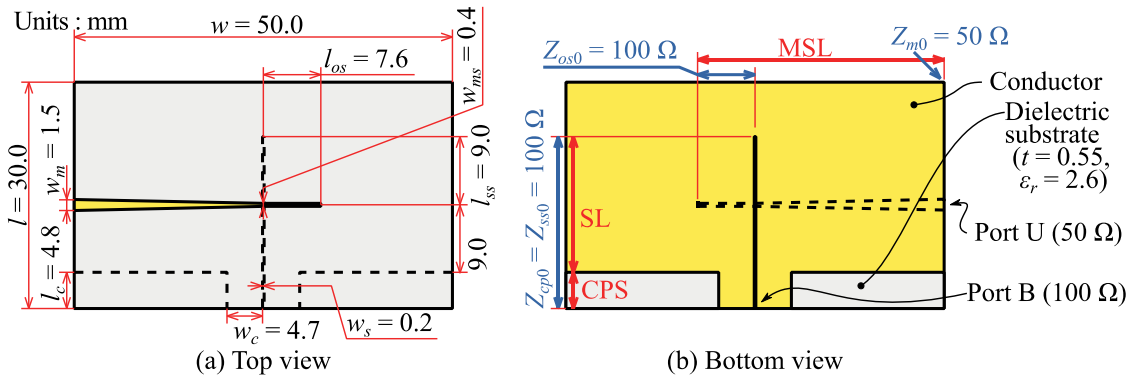 Units : mm
w = 50.0
l_os = 7.6
w_ms = 0.4
l = 30.0
w_m = 1.5
l_c = 4.8
l_ss = 9.0
9.0
w_c = 4.7
w_s = 0.2
(a) Top view
Z_os0 = 100 Ω
MSL
Z_m0 = 50 Ω
Conductor
Dielectric
substrate
(t = 0.55,
ε_r = 2.6)
Z_cp0 = Z_ss0 = 100 Ω
SL
CPS
Port U (50 Ω)
Port B (100 Ω)
(b) Bottom view